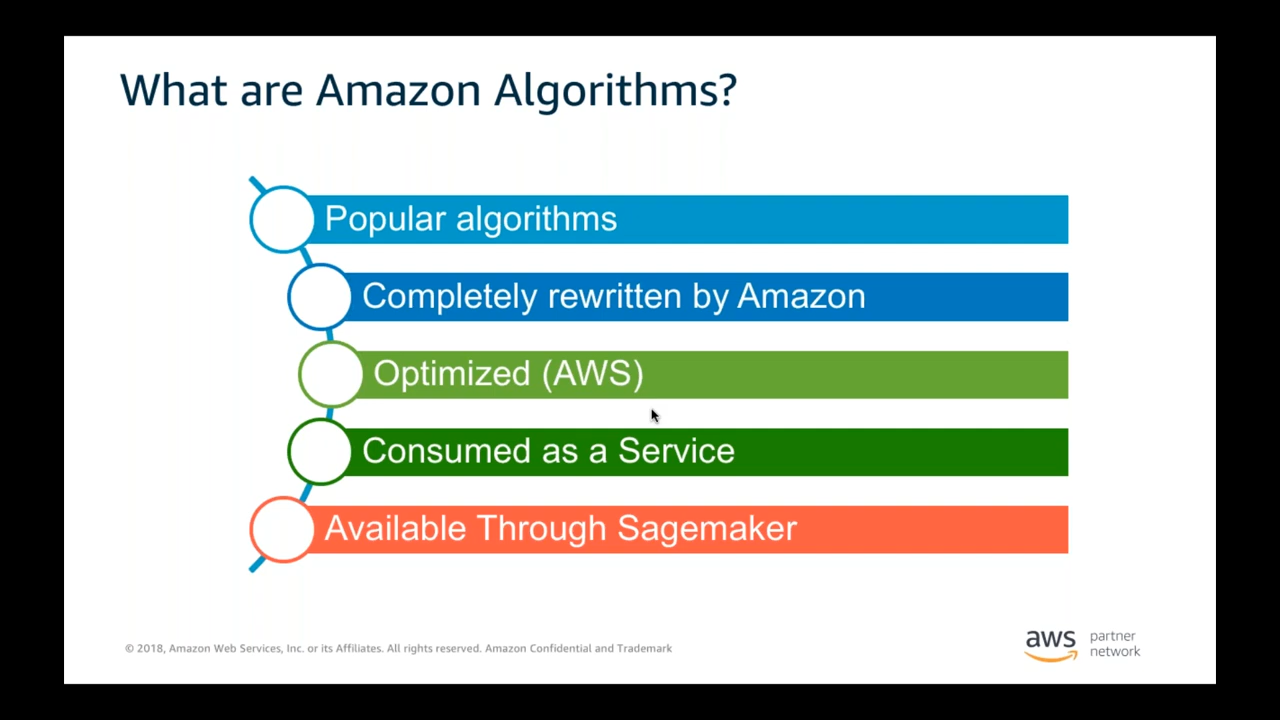 What are Amazon Algorithms?
Popular algorithms
Completely rewritten by Amazon
Optimized (AWS)
Consumed as a Service
Available Through Sagemaker
© 2018, Amazon Web Services, Inc. or its Affiliates. All rights reserved. Amazon Confidential and Trademark
aws
partner
network